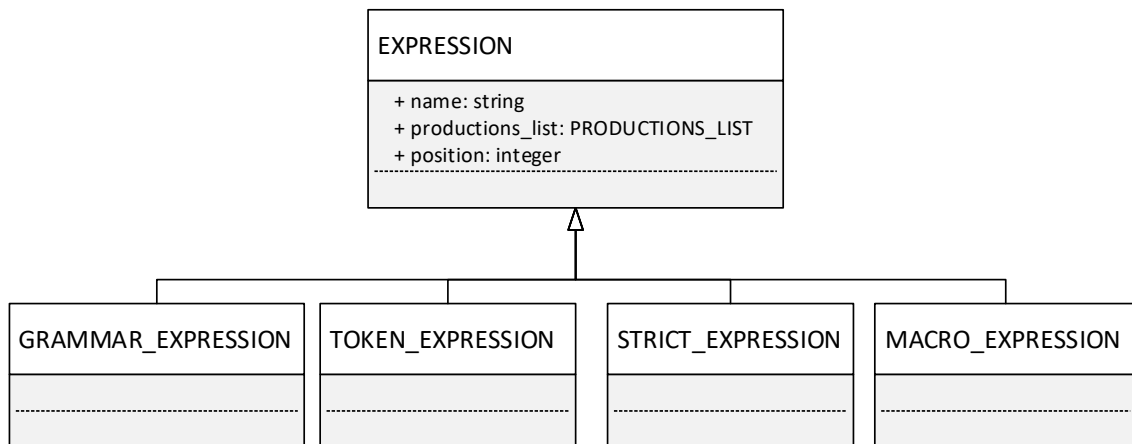 EXPRESSION
+ name: string
+ productions_list: PRODUCTIONS_LIST
+ position: integer
GRAMMAR_EXPRESSION
TOKEN_EXPRESSION
STRICT_EXPRESSION
MACRO_EXPRESSION